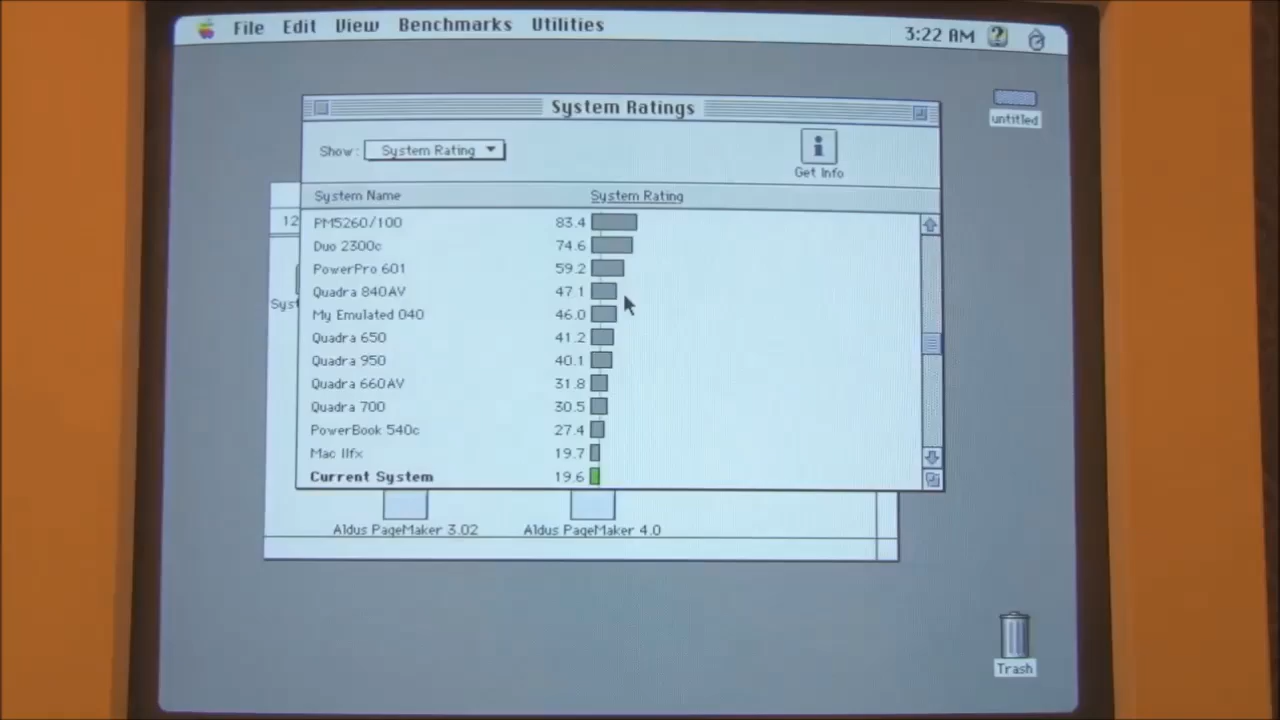 File Edit View Benchmarks Utilities 3:22 AM
System Ratings
untitled
Show: System Rating
Get Info
System Name System Rating
12
PM5260/100 83.4
Duo 2300c 74.6
PowerPro 601 59.2
Quadra 840AV 47.1
Syst
My Emulated 040 46.0
Quadra 650 41.2
Quadra 950 40.1
Quadra 660AV 31.8
Quadra 700 30.5
PowerBook 540c 27.4
Mac IIfx 19.7
Current System 19.6
Aldus PageMaker 3.02 Aldus PageMaker 4.0
Trash